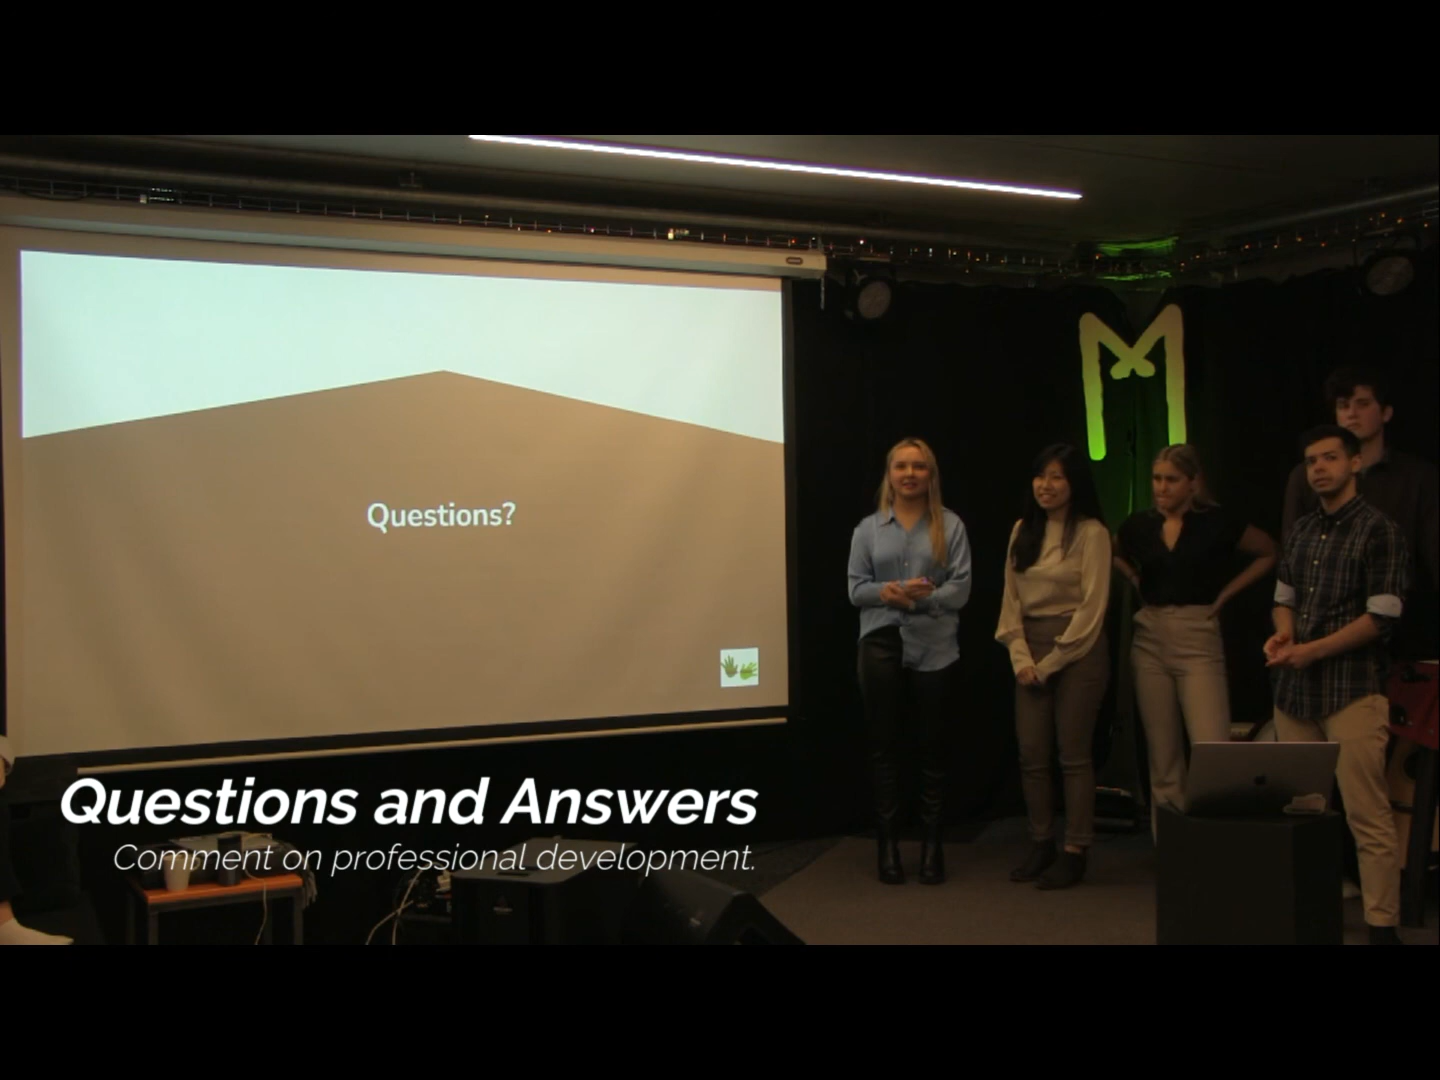 Questions?
M
Questions and Answers
Comment on professional development.